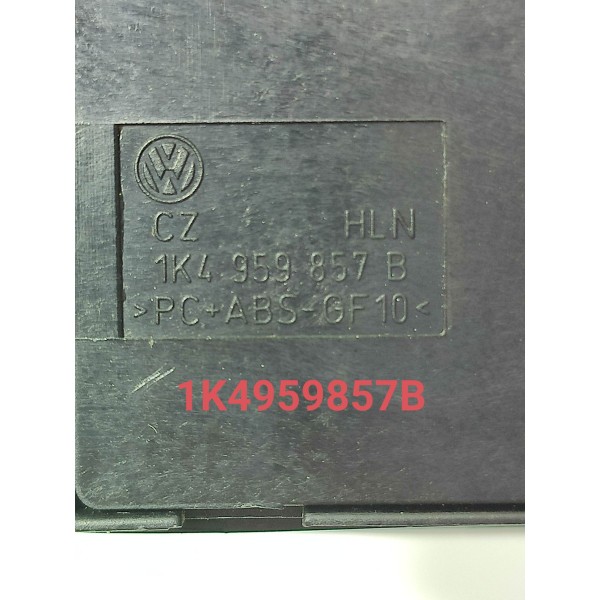 VW
CZ HLN
1K4 959 857 B
>PC+ABS-GF10<
1K4959857B